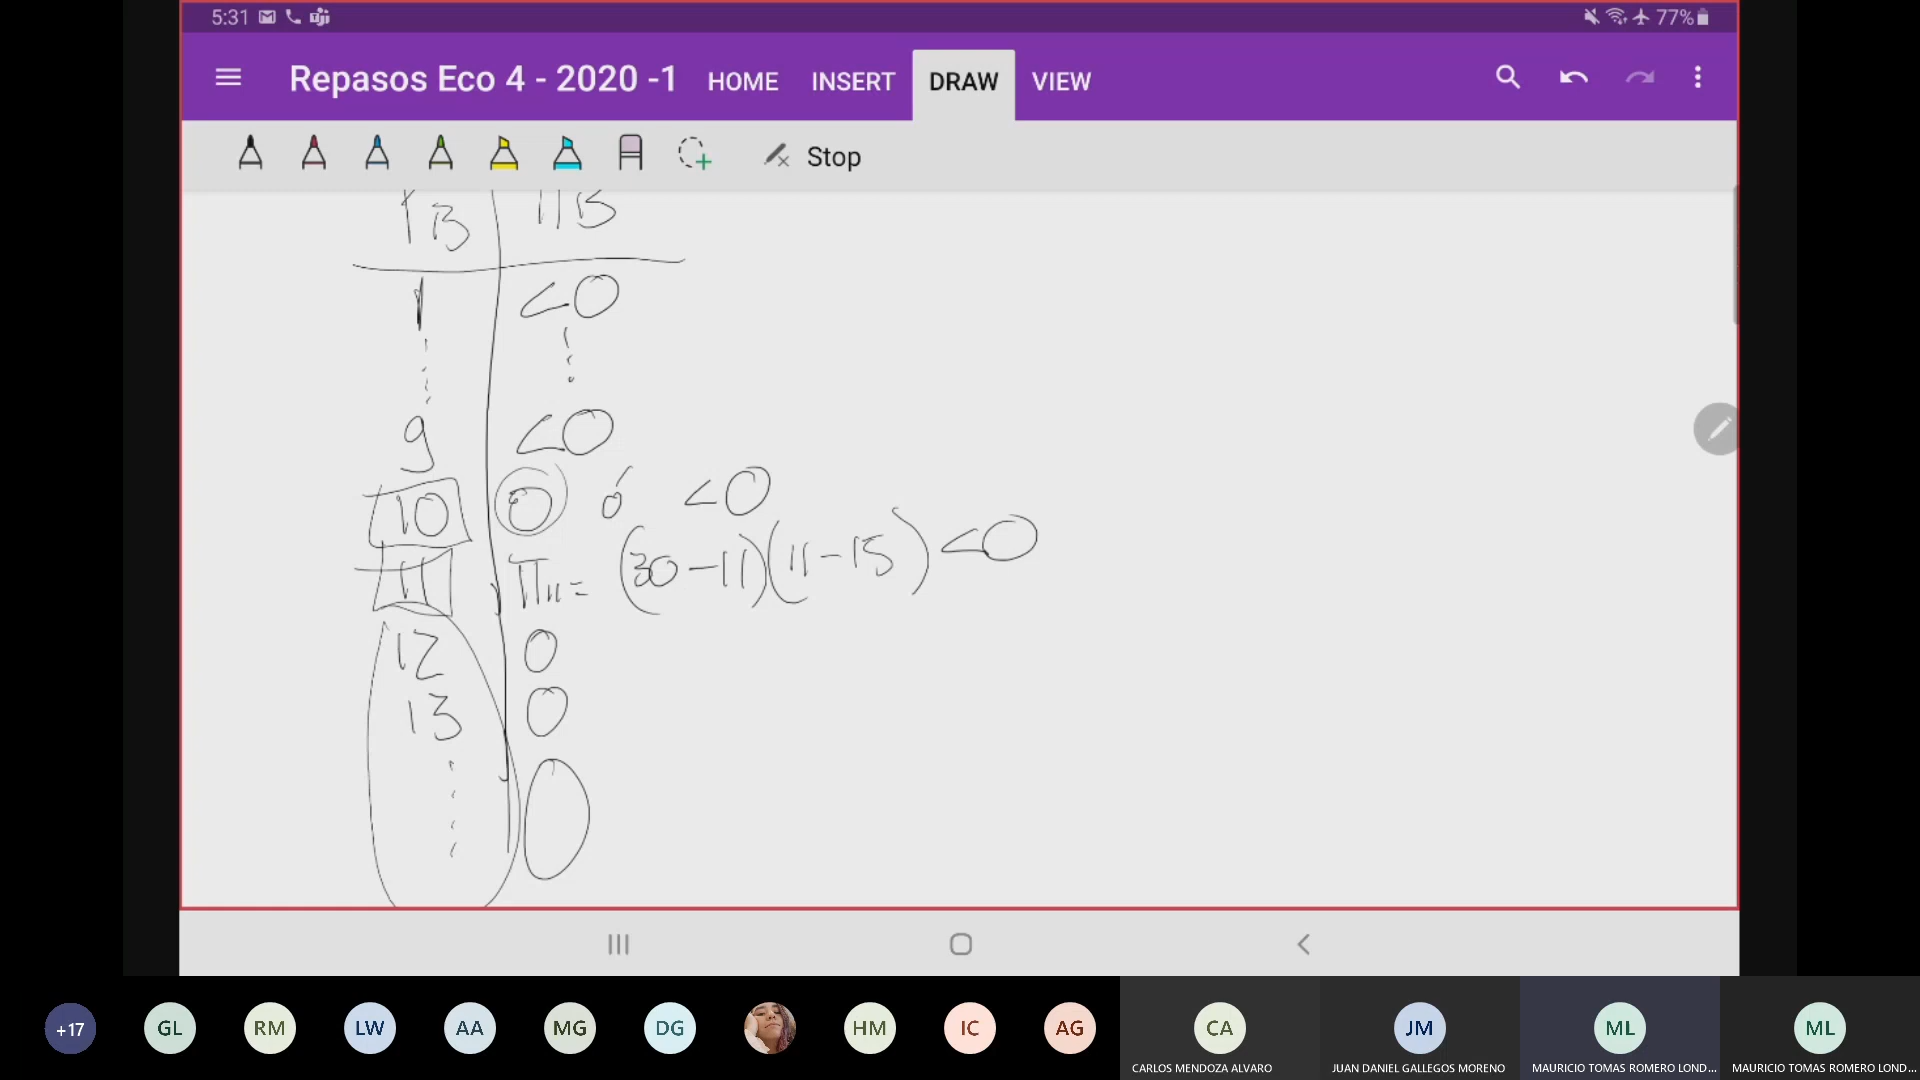 5:31 77%
Repasos Eco 4 - 2020 -1 HOME INSERT DRAW VIEW
Stop
PB ΠB
1 <0
9 <0
10 0 ó <0
11 Π11 = (30-11)(11-15) <0
12 0
13 0
0
+17 GL RM LW AA MG DG HM IC AG CA JM ML ML
CARLOS MENDOZA ALVARO JUAN DANIEL GALLEGOS MORENO MAURICIO TOMAS ROMERO LOND... MAURICIO TOMAS ROMERO LOND...